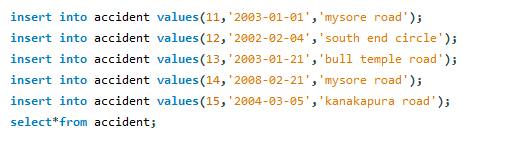 insert into accident values(11,'2003-01-01','mysore road');
insert into accident values(12,'2002-02-04','south end circle');
insert into accident values(13,'2003-01-21','bull temple road');
insert into accident values(14,'2008-02-21','mysore road');
insert into accident values(15,'2004-03-05','kanakapura road');
select*from accident;